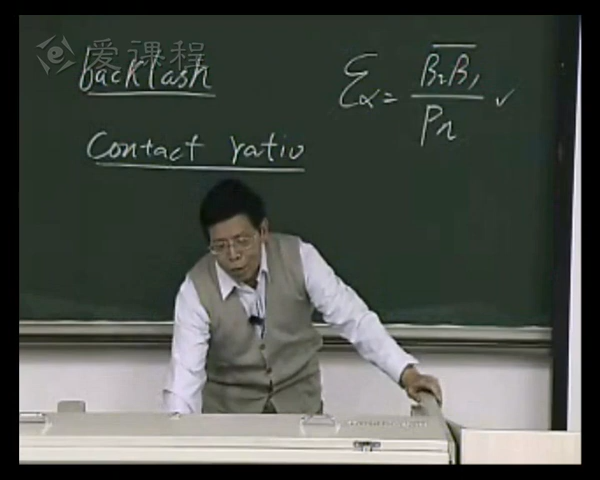 爱课程
backlash
Contact ratio
εα = B₂B₁ / Pn ✓